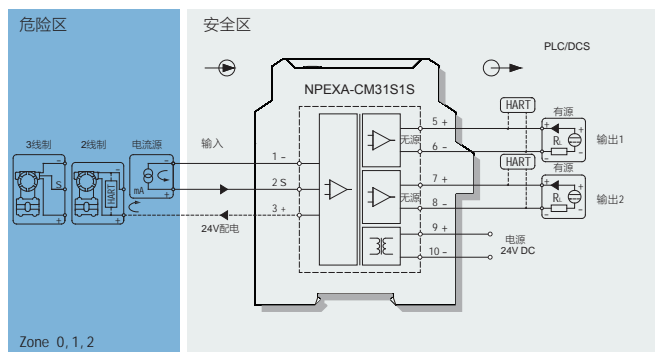 危险区
安全区
PLC/DCS
NPEXA-CM31S1S
HART
有源
3线制
2线制
电流源
输入
5 +
无源
6 −
+
RL
−
输出1
HART
有源
1 −
2 S
3 +
7 +
无源
8 −
+
RL
−
输出2
−
S
+
−
HART
+
−
mA
+
24V配电
9 +
10 −
电源
24V DC
Zone 0,1,2